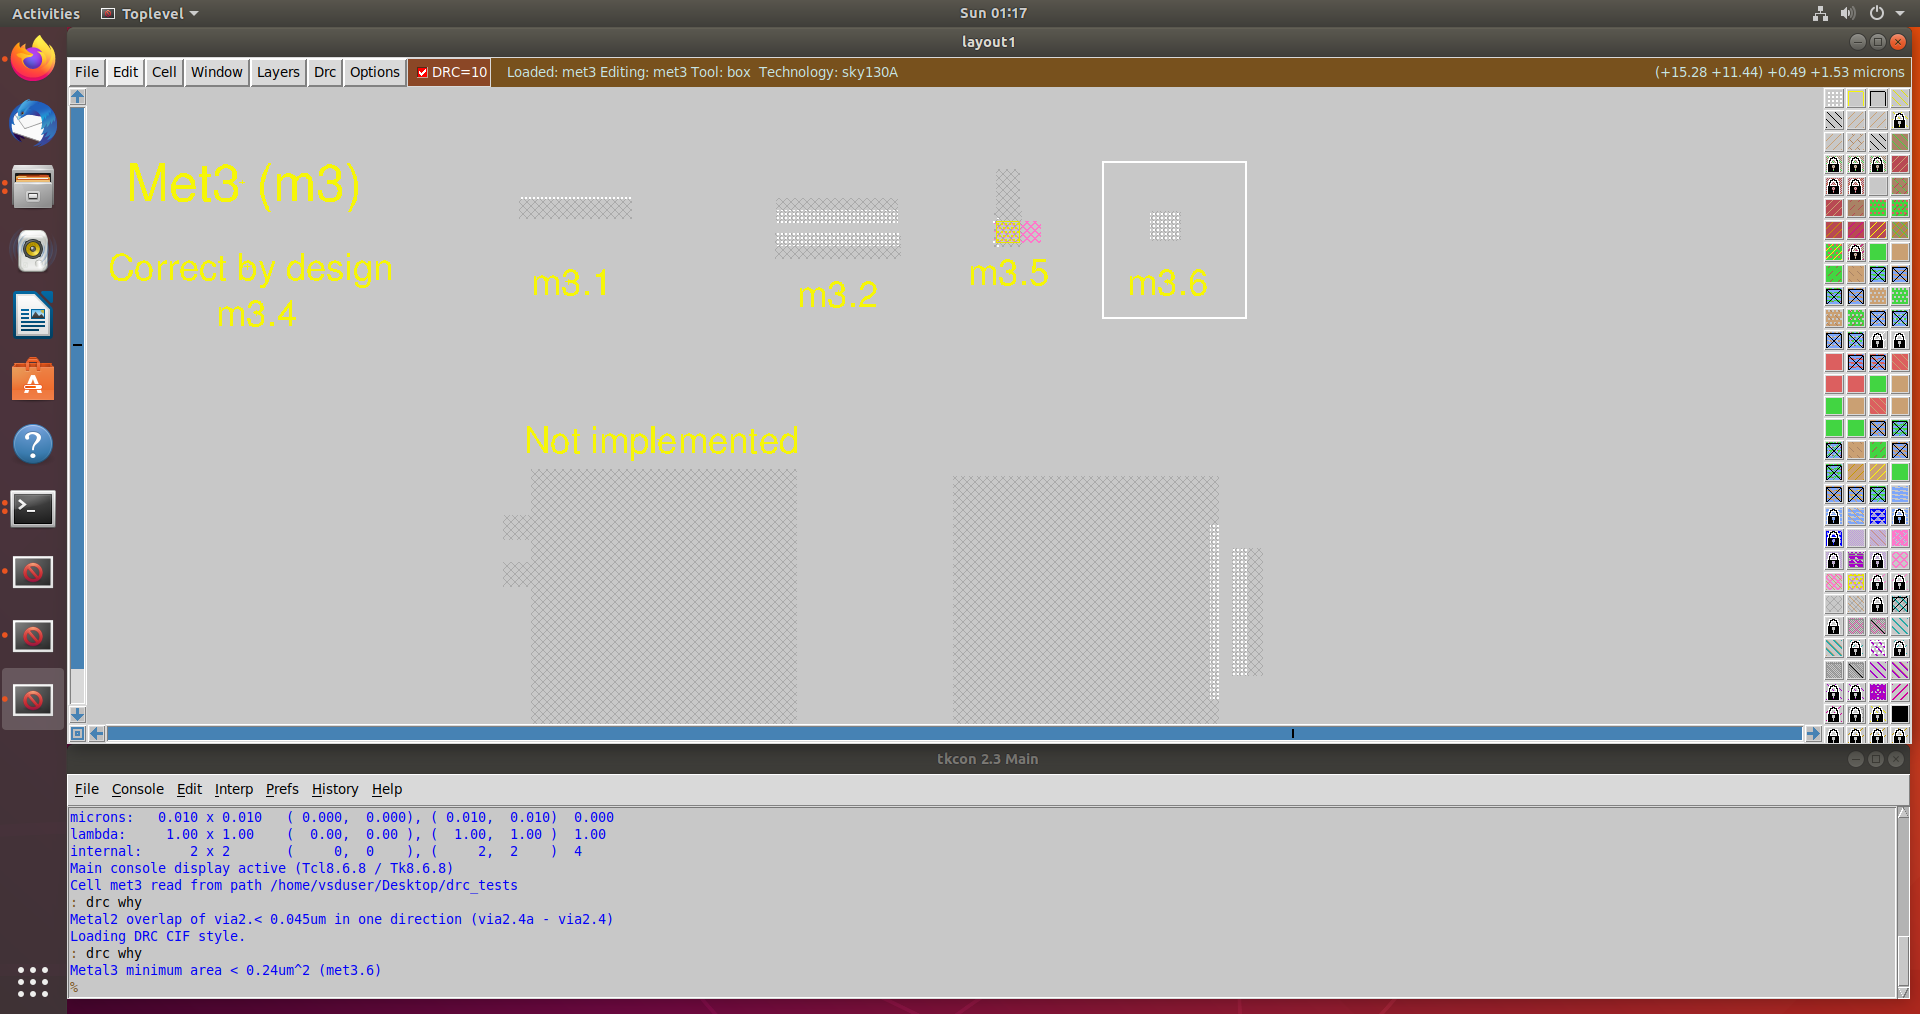 Activities Toplevel Sun 01:17
layout1
File Edit Cell Window Layers Drc Options DRC=10 Loaded: met3 Editing: met3 Tool: box Technology: sky130A (+15.28 +11.44) +0.49 +1.53 microns
Met3 (m3)
Correct by design
m3.4
m3.1
m3.2
m3.5
m3.6
Not implemented
tkcon 2.3 Main
File Console Edit Interp Prefs History Help
microns: 0.010 x 0.010 ( 0.000, 0.000), ( 0.010, 0.010) 0.000
lambda: 1.00 x 1.00 ( 0.00, 0.00 ), ( 1.00, 1.00 ) 1.00
internal: 2 x 2 ( 0, 0 ), ( 2, 2 ) 4
Main console display active (Tcl8.6.8 / Tk8.6.8)
Cell met3 read from path /home/vsduser/Desktop/drc_tests
: drc why
Metal2 overlap of via2.< 0.045um in one direction (via2.4a - via2.4)
Loading DRC CIF style.
: drc why
Metal3 minimum area < 0.24um^2 (met3.6)
%